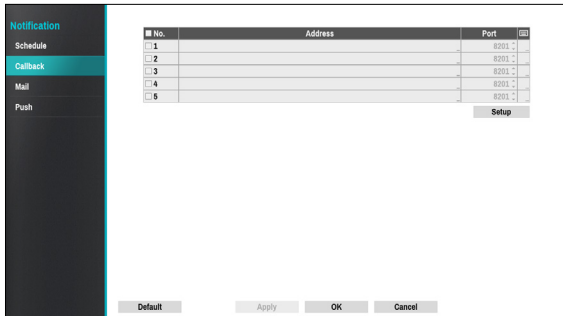 Notification
Schedule
Callback
Mail
Push
No. Address Port
1 8201
2 8201
3 8201
4 8201
5 8201
Setup
Default Apply OK Cancel